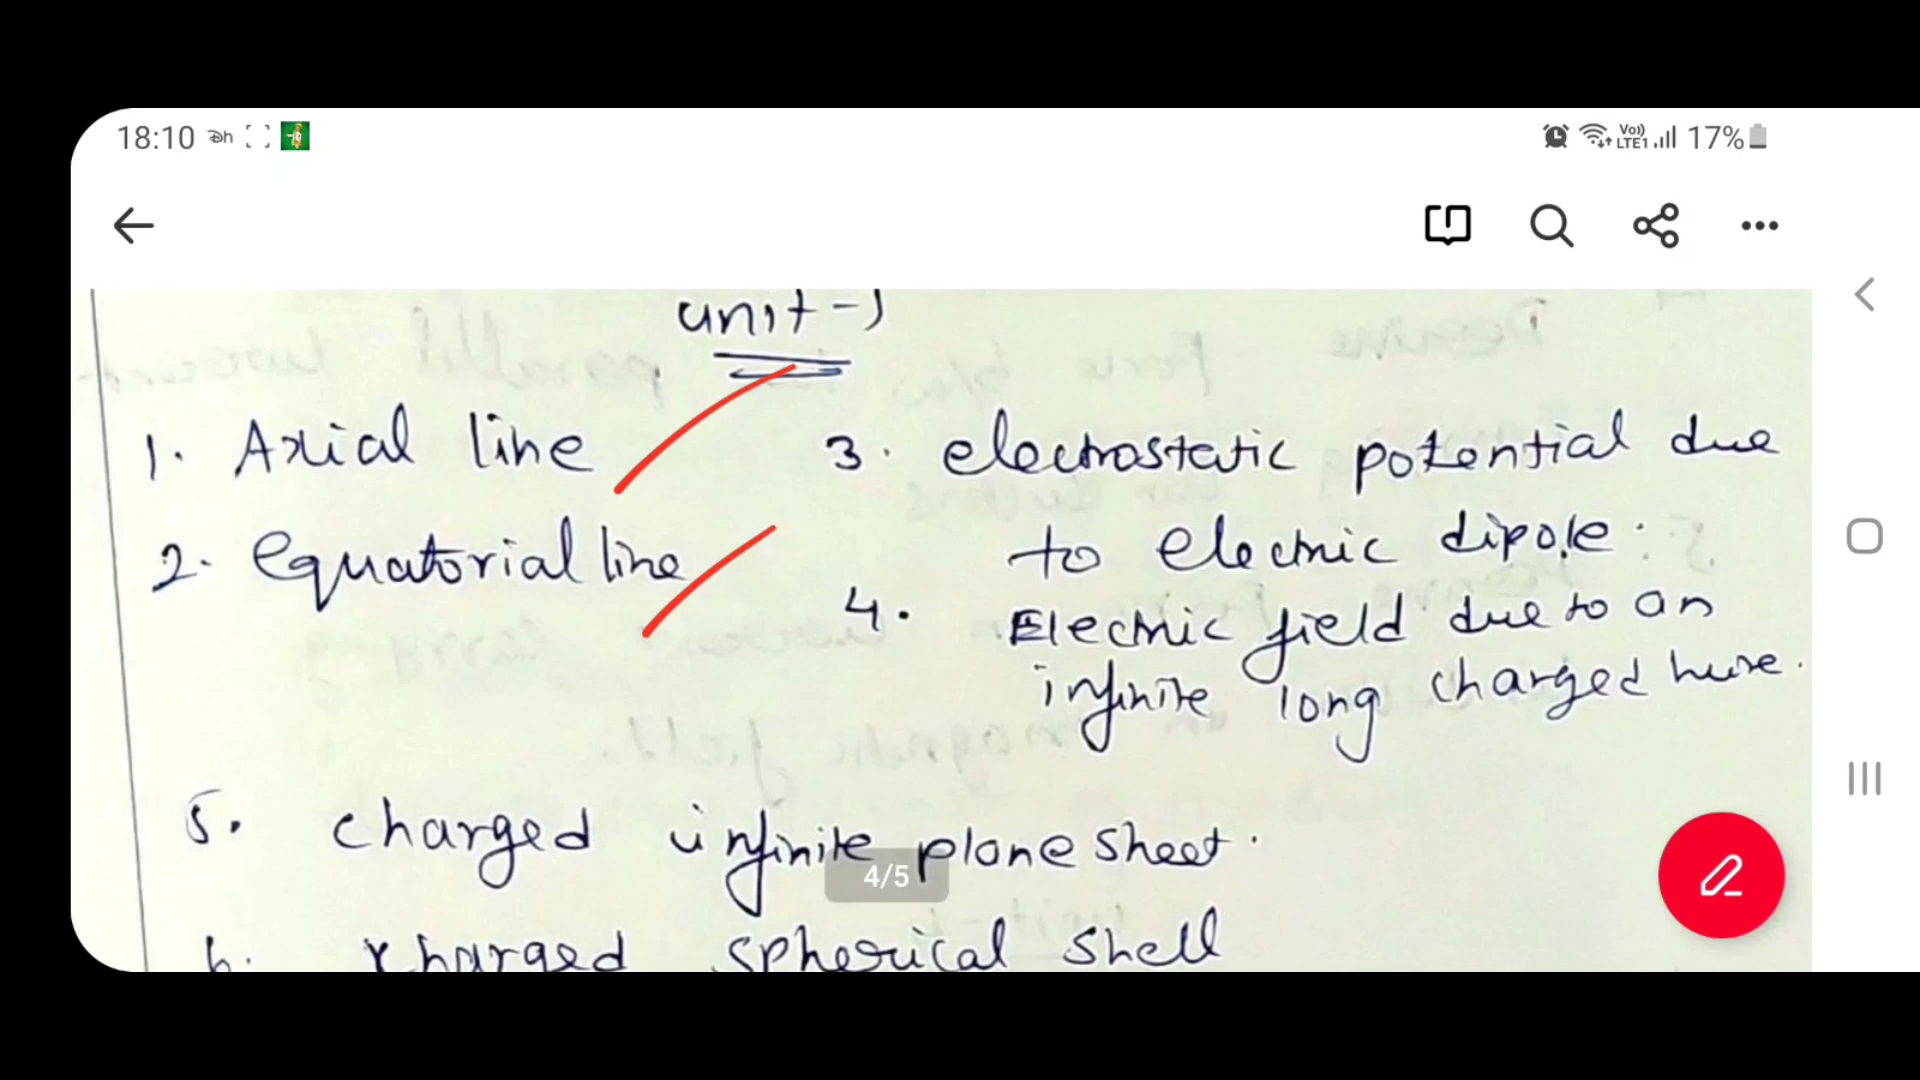 18:10
Vo)) LTE1 17%
unit-1
1. Axial line
2. equatorial line
3. electrostatic potential due
to electric dipole.
4. Electric field due to an
infinite long charged
5. charged infinite plane sheet.
4/5
6. charged spherical shell